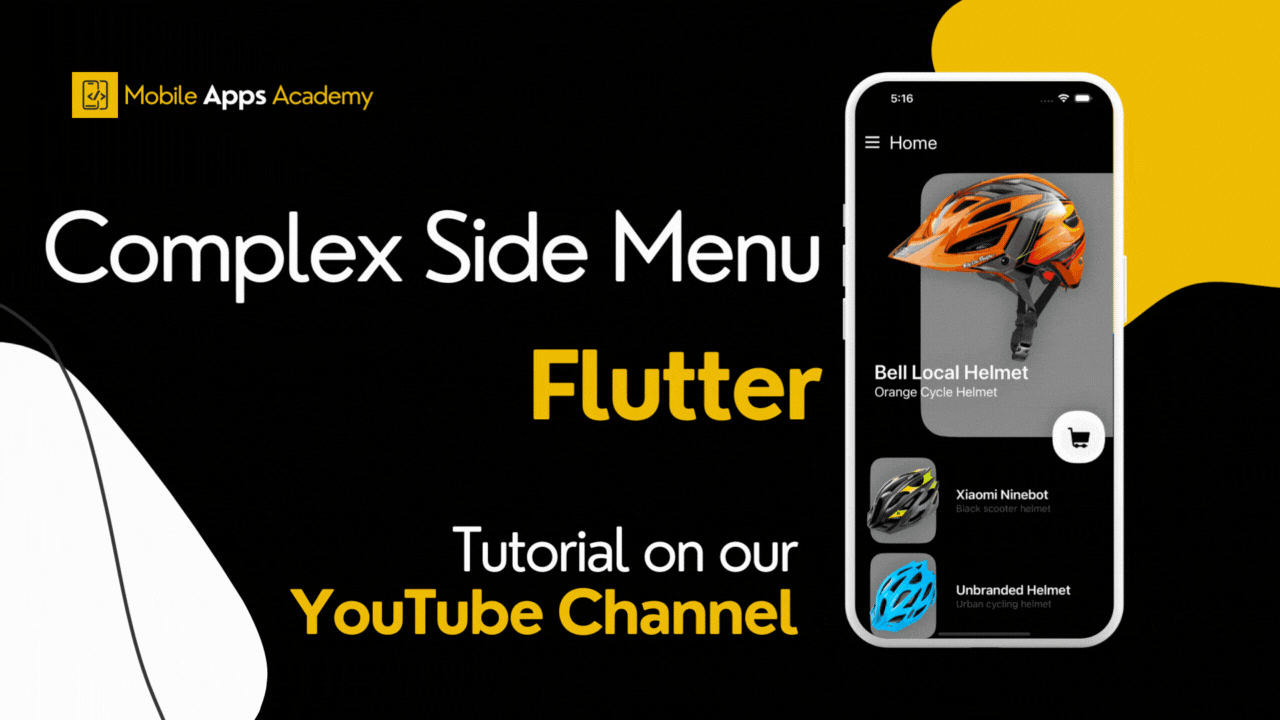 Mobile Apps Academy
Complex Side Menu
Flutter
Tutorial on our
YouTube Channel
5:16
Home
Bell Local Helmet
Orange Cycle Helmet
Xiaomi Ninebot
Black scooter helmet
Unbranded Helmet
Urban cycling helmet